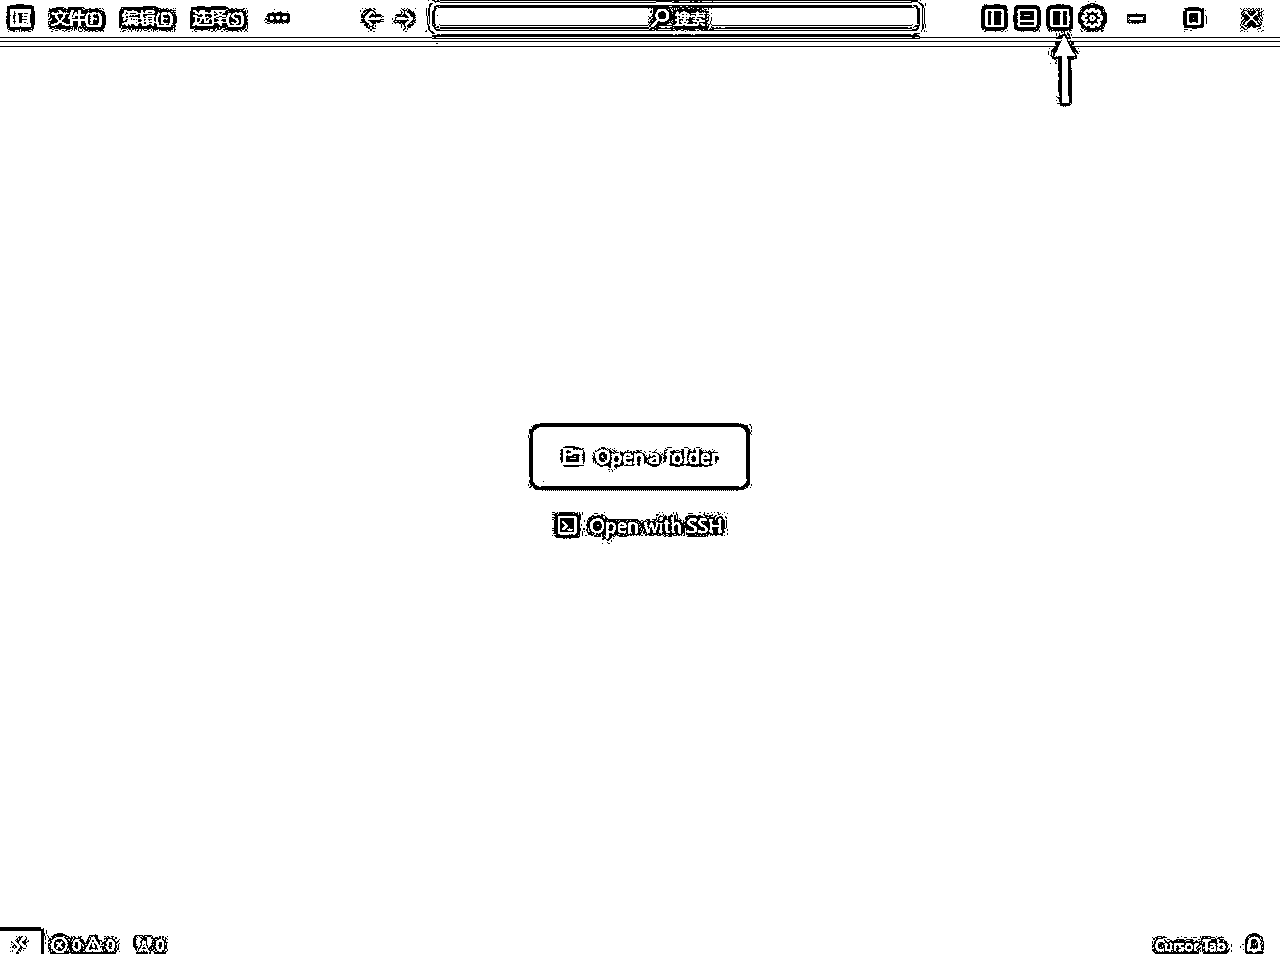 文件(F) 编辑(E) 选择(S) ··· 搜索
Open a folder
Open with SSH
0 0 0 Cursor Tab